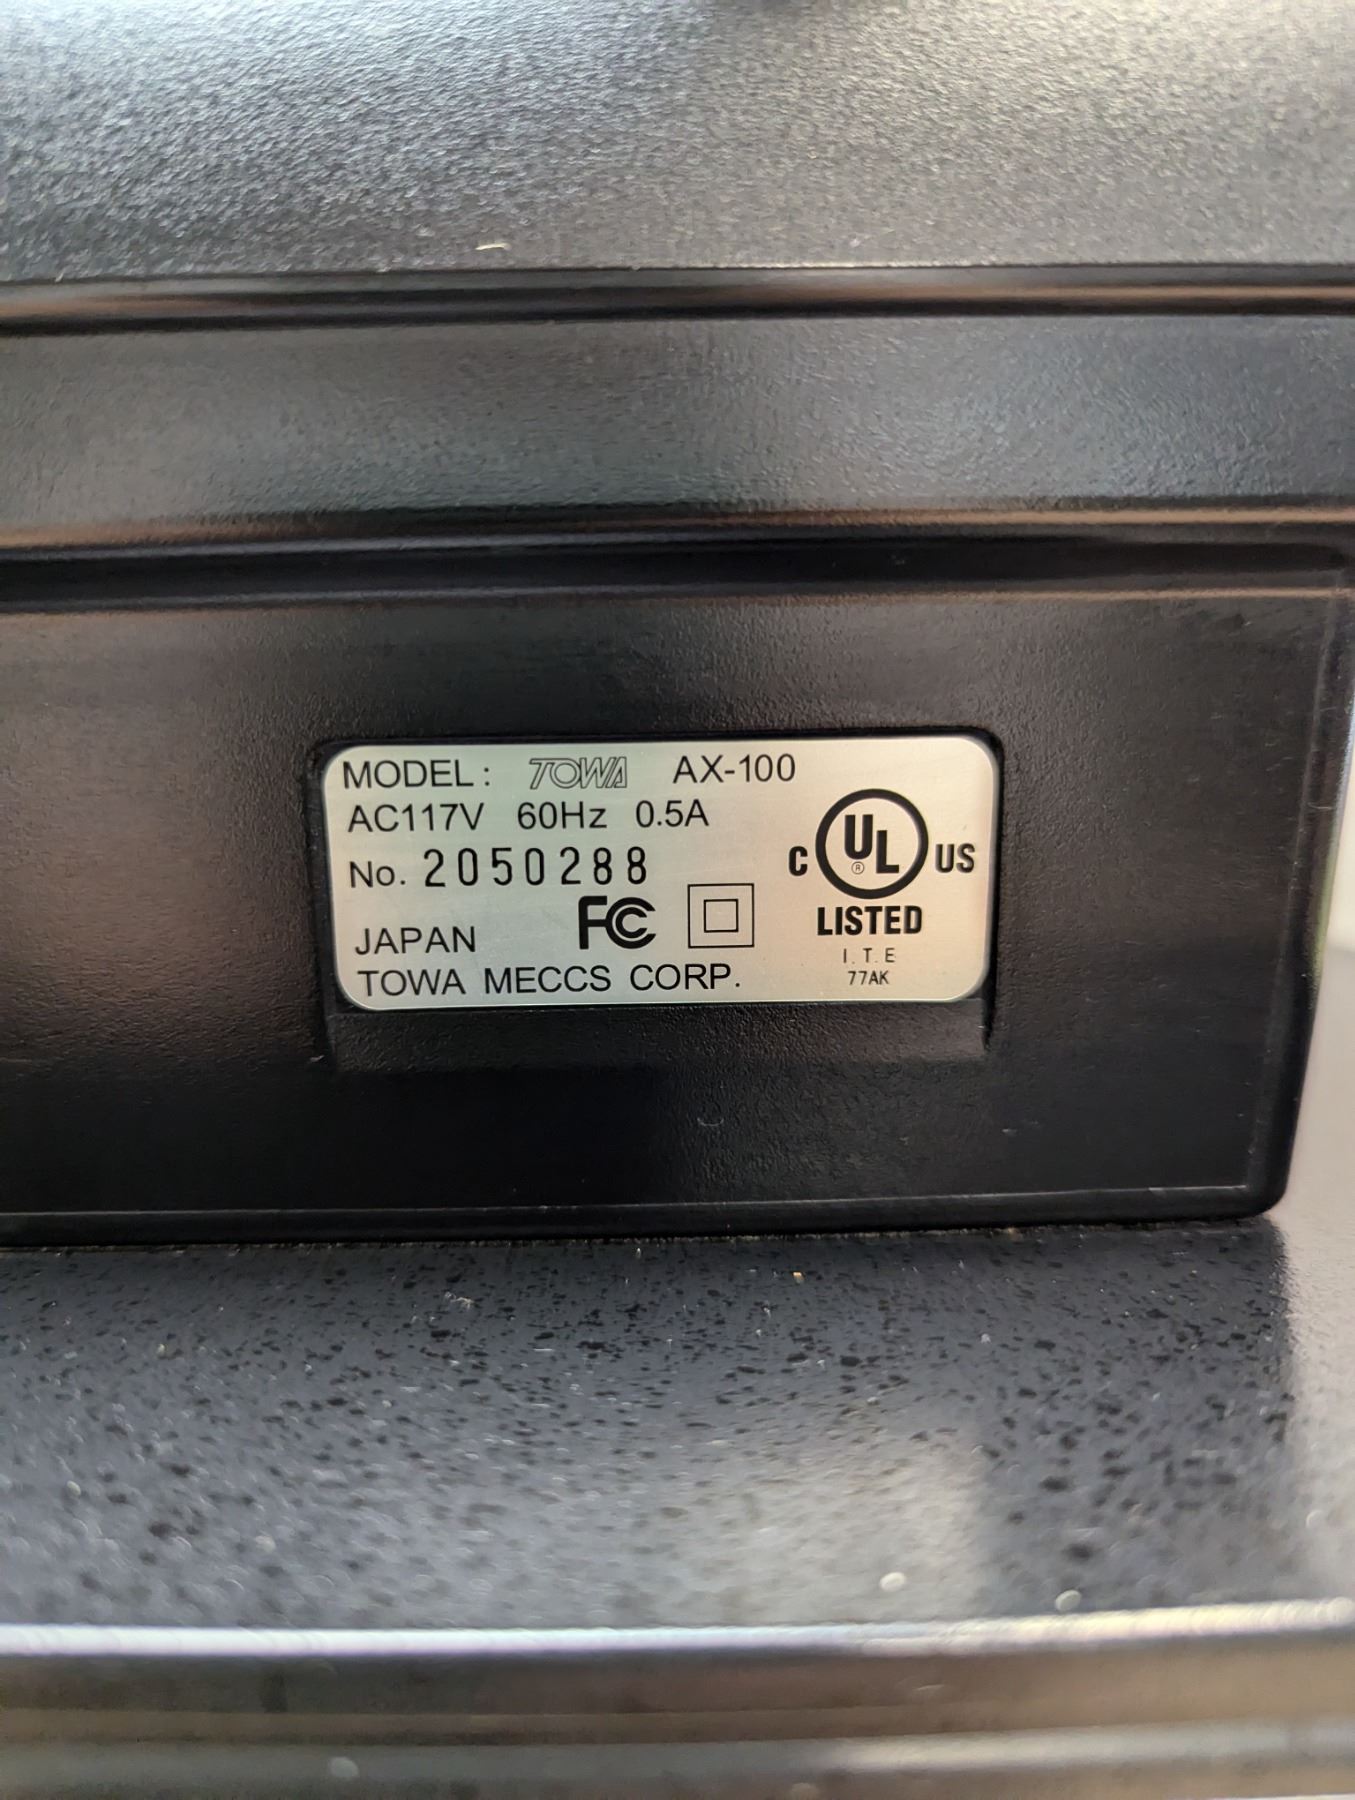 MODEL: TOWA AX-100
AC117V 60Hz 0.5A
No. 2050288
JAPAN FC
TOWA MECCS CORP.
C UL® US
LISTED
I.T.E
77AK